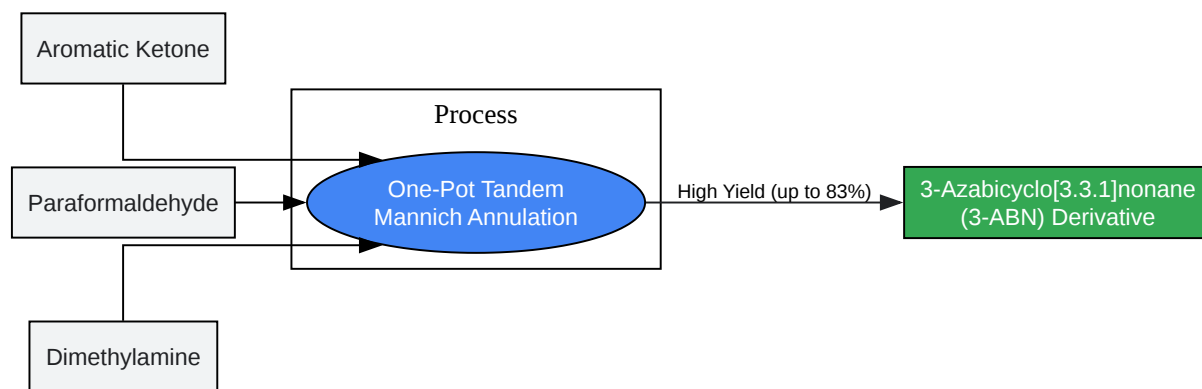 Aromatic Ketone
Process
Paraformaldehyde
One-Pot Tandem
Mannich Annulation
High Yield (up to 83%)
3-Azabicyclo[3.3.1]nonane
(3-ABN) Derivative
Dimethylamine